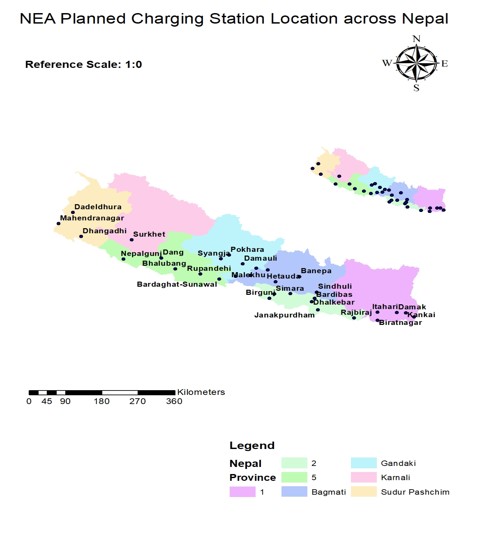 NEA Planned Charging Station Location across Nepal
Reference Scale: 1:0
N
W E
S
Dadeldhura
Mahendranagar
Dhangadhi
Surkhet
Nepalgunj Dang
Bhalubang
Syangja Pokhara
Damauli
Rupandehi
Bardaghat-Sunawal
Malekhu Hetauda Banepa
Simara Sindhuli
Birgunj Bardibas
Dhalkebar
Janakpurdham
Rajbiraj
Itahari Damak
Kankai
Biratnagar
Kilometers
0 45 90 180 270 360
Legend
Nepal 2 Gandaki
Province 5 Karnali
1 Bagmati Sudur Pashchim